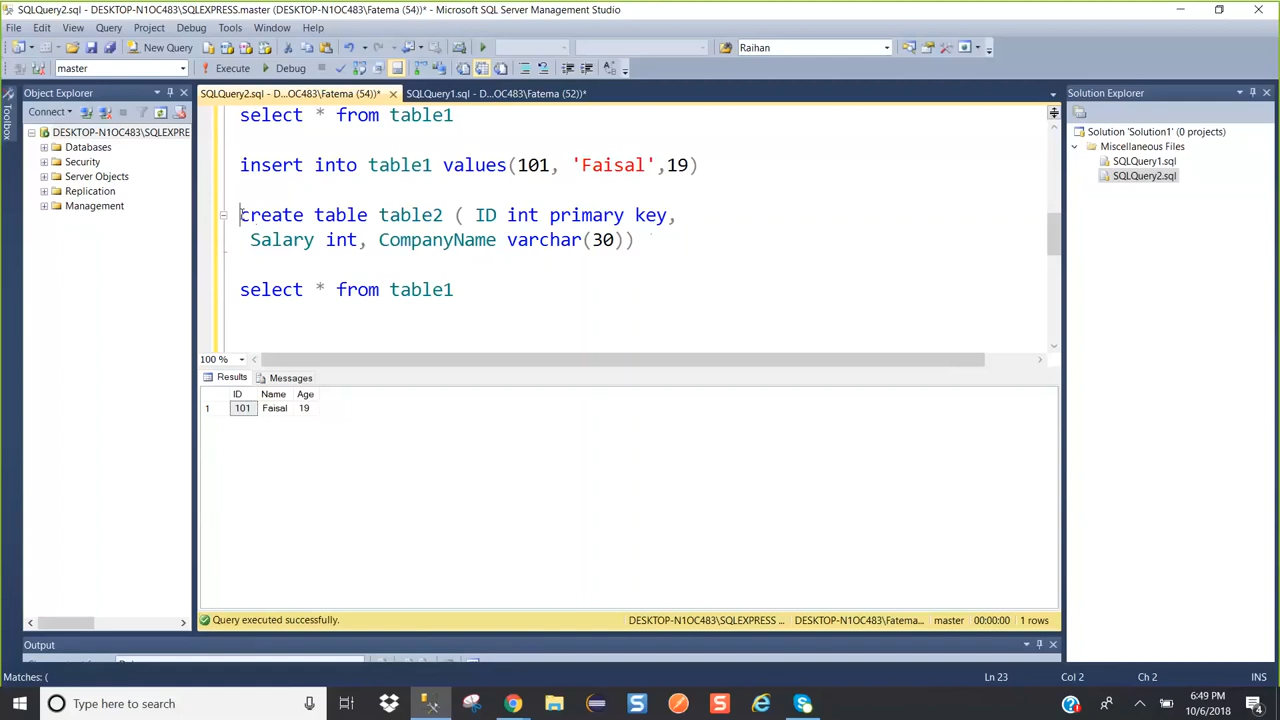 SQLQuery2.sql - DESKTOP-N1OC483\SQLEXPRESS.master (DESKTOP-N1OC483\Fatema (54))* - Microsoft SQL Server Management Studio
File Edit View Query Project Debug Tools Window Help
New Query Raihan
master Execute Debug
Object Explorer
SQLQuery2.sql - D...OC483\Fatema (54))* SQLQuery1.sql - D...OC483\Fatema (52))*
Solution Explorer
Toolbox
Connect
DESKTOP-N1OC483\SQLEXPRE
Databases
Security
Server Objects
Replication
Management
select * from table1
insert into table1 values(101, 'Faisal',19)
create table table2 ( ID int primary key,
Salary int, CompanyName varchar(30))
select * from table1
100 %
Results Messages
ID Name Age
1 101 Faisal 19
Query executed successfully. DESKTOP-N1OC483\SQLEXPRESS ... DESKTOP-N1OC483\Fatema... master 00:00:00 1 rows
Solution 'Solution1' (0 projects)
Miscellaneous Files
SQLQuery1.sql
SQLQuery2.sql
Output
Matches: ( Ln 23 Col 2 Ch 2 INS
Type here to search
6:49 PM
10/6/2018